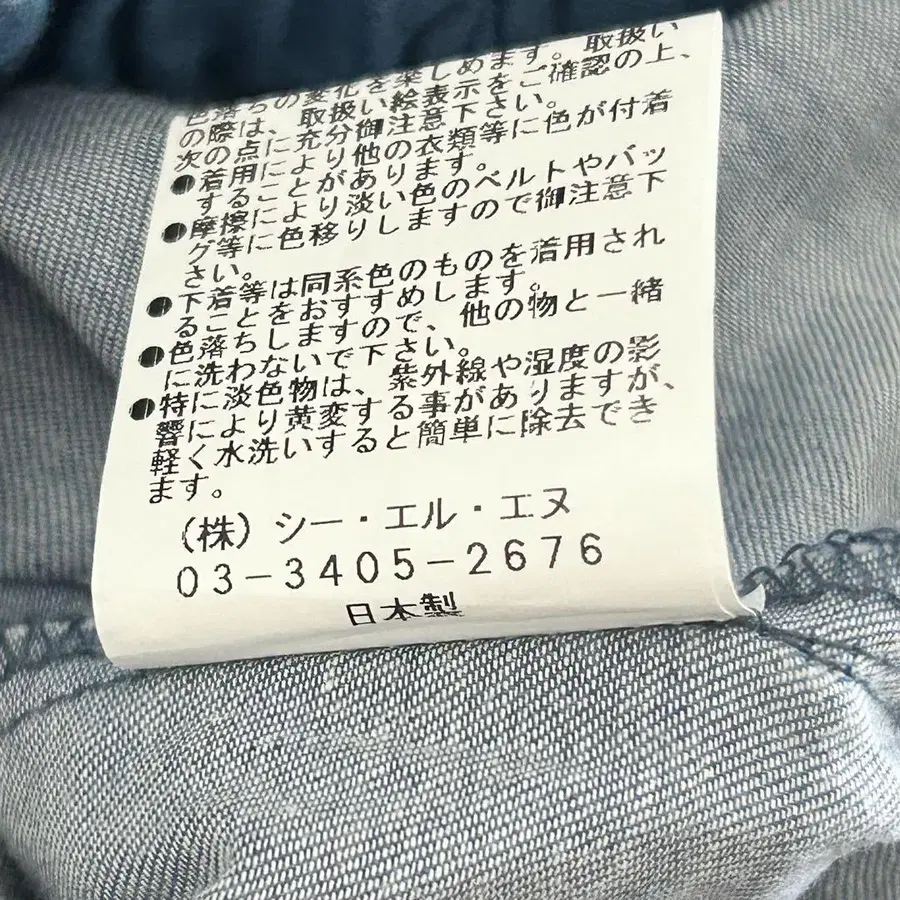 色落ちの変化を楽しめます。取扱い
の際は、取扱い絵表示をご確認の上、
次の点に充分御注意下さい。
●着用により他の衣類等に色が付着
することがあります。
●摩擦により淡い色のベルトやバッ
グ等に色移りしますので御注意下
さい。
●下着等は同系色のものを着用され
ることをおすすめします。
●色落ちしますので、他の物と一緒
に洗わないで下さい。
●特に淡色物は、紫外線や湿度の影
響により黄変する事がありますが、
軽く水洗いすると簡単に除去でき
ます。
(株)シー・エル・エヌ
03-3405-2676
日本製